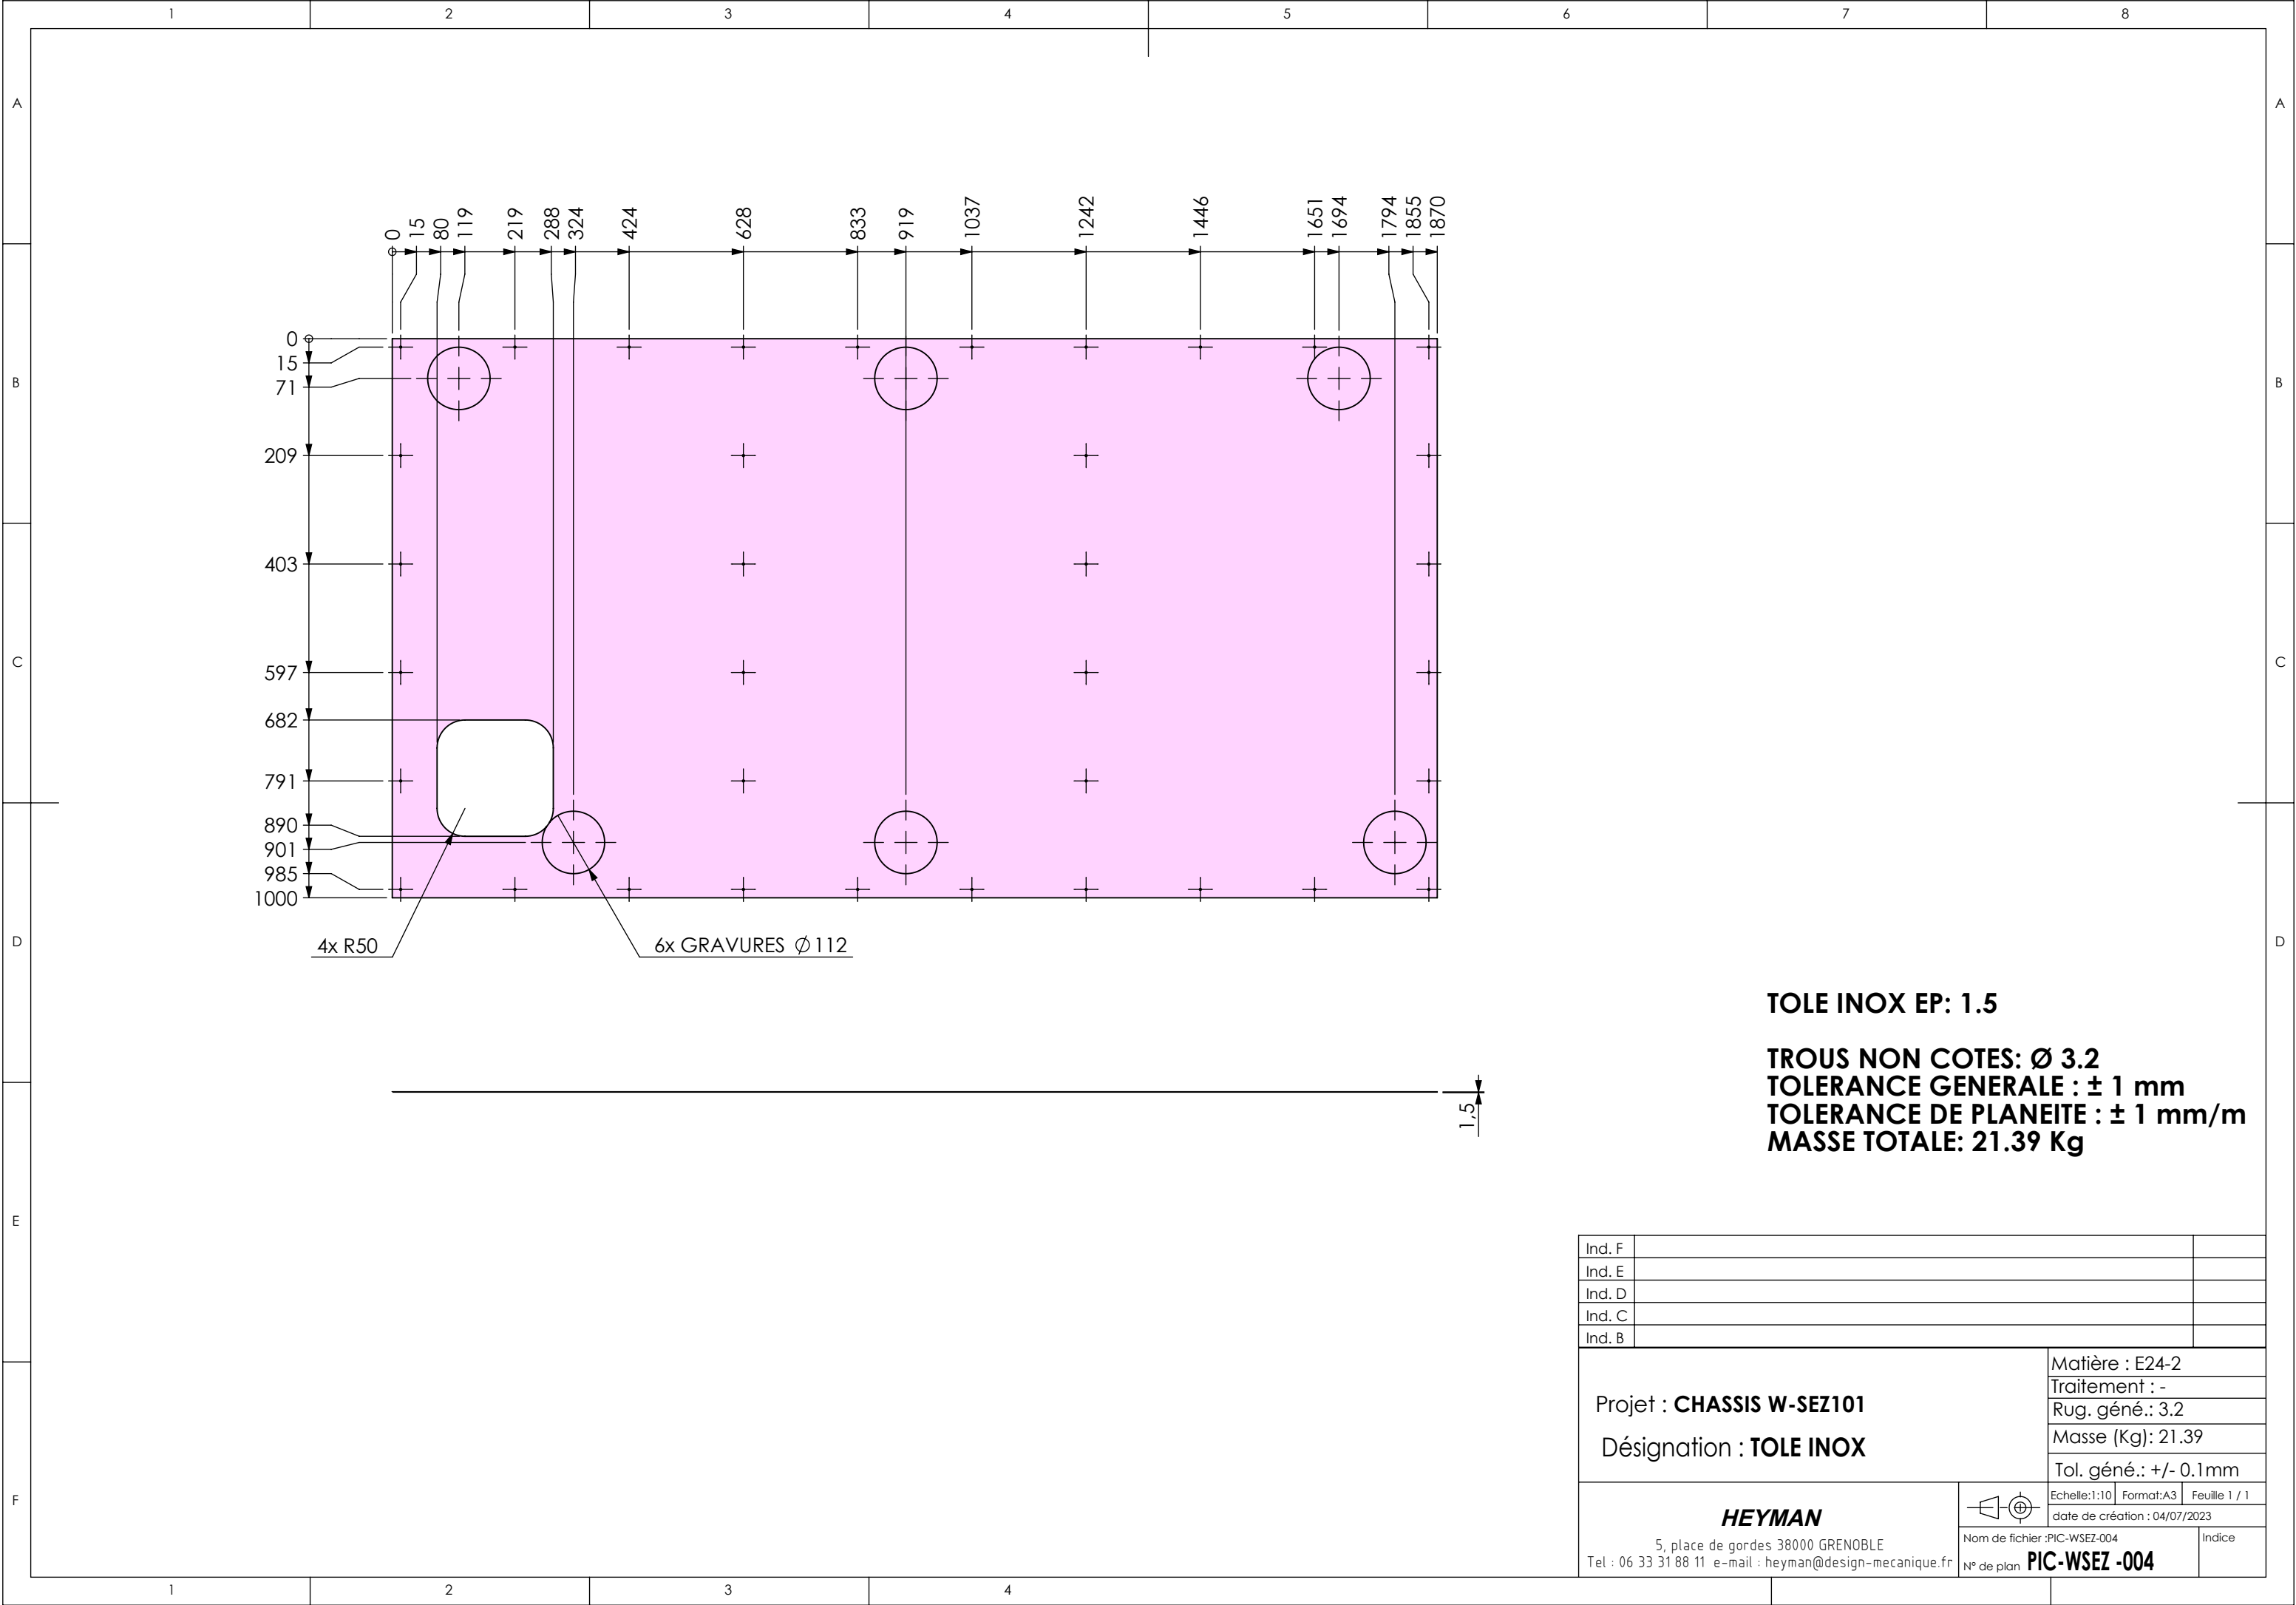 1 2 3 4 5 6 7 8
A A
0 15 80 119 219 288 324 424 628 833 919 1037 1242 1446 1651 1694 1794 1855 1870
0
15
B B
71
209
403
597
C C
682
791
890
901
985
1000
D D
4x R50
6x GRAVURES Ø 112
TOLE INOX EP: 1.5
TROUS NON COTES: Ø 3.2
TOLERANCE GENERALE : ± 1 mm
TOLERANCE DE PLANEITE : ± 1 mm/m
MASSE TOTALE: 21.39 Kg
1,5
E
Ind. F
Ind. E
Ind. D
Ind. C
Ind. B
Projet : CHASSIS W-SEZ101
Désignation : TOLE INOX
Matière : E24-2
Traitement : -
Rug. géné.: 3.2
Masse (Kg): 21.39
Tol. géné.: +/- 0.1mm
F
Echelle:1:10 Format:A3 Feuille 1 / 1
date de création : 04/07/2023
HEYMAN
5, place de gordes 38000 GRENOBLE
Tel : 06 33 31 88 11 e-mail : heyman@design-mecanique.fr
Nom de fichier :PIC-WSEZ-004
Indice
N° de plan PIC-WSEZ -004
1 2 3 4